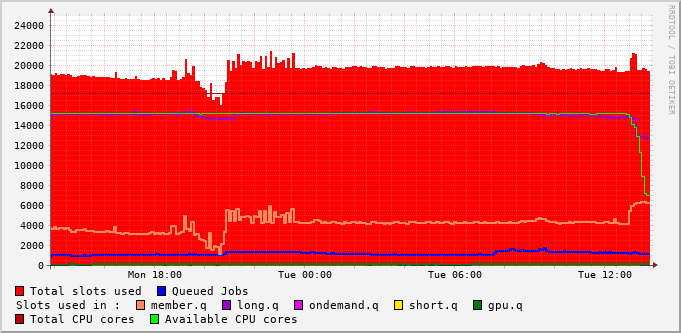 RRDTOOL / TOBI OETIKER
24000
22000
20000
18000
16000
14000
12000
10000
8000
6000
4000
2000
0
Mon 18:00 Tue 00:00 Tue 06:00 Tue 12:00
Total slots used Queued Jobs
Slots used in : member.q long.q ondemand.q short.q gpu.q
Total CPU cores Available CPU cores